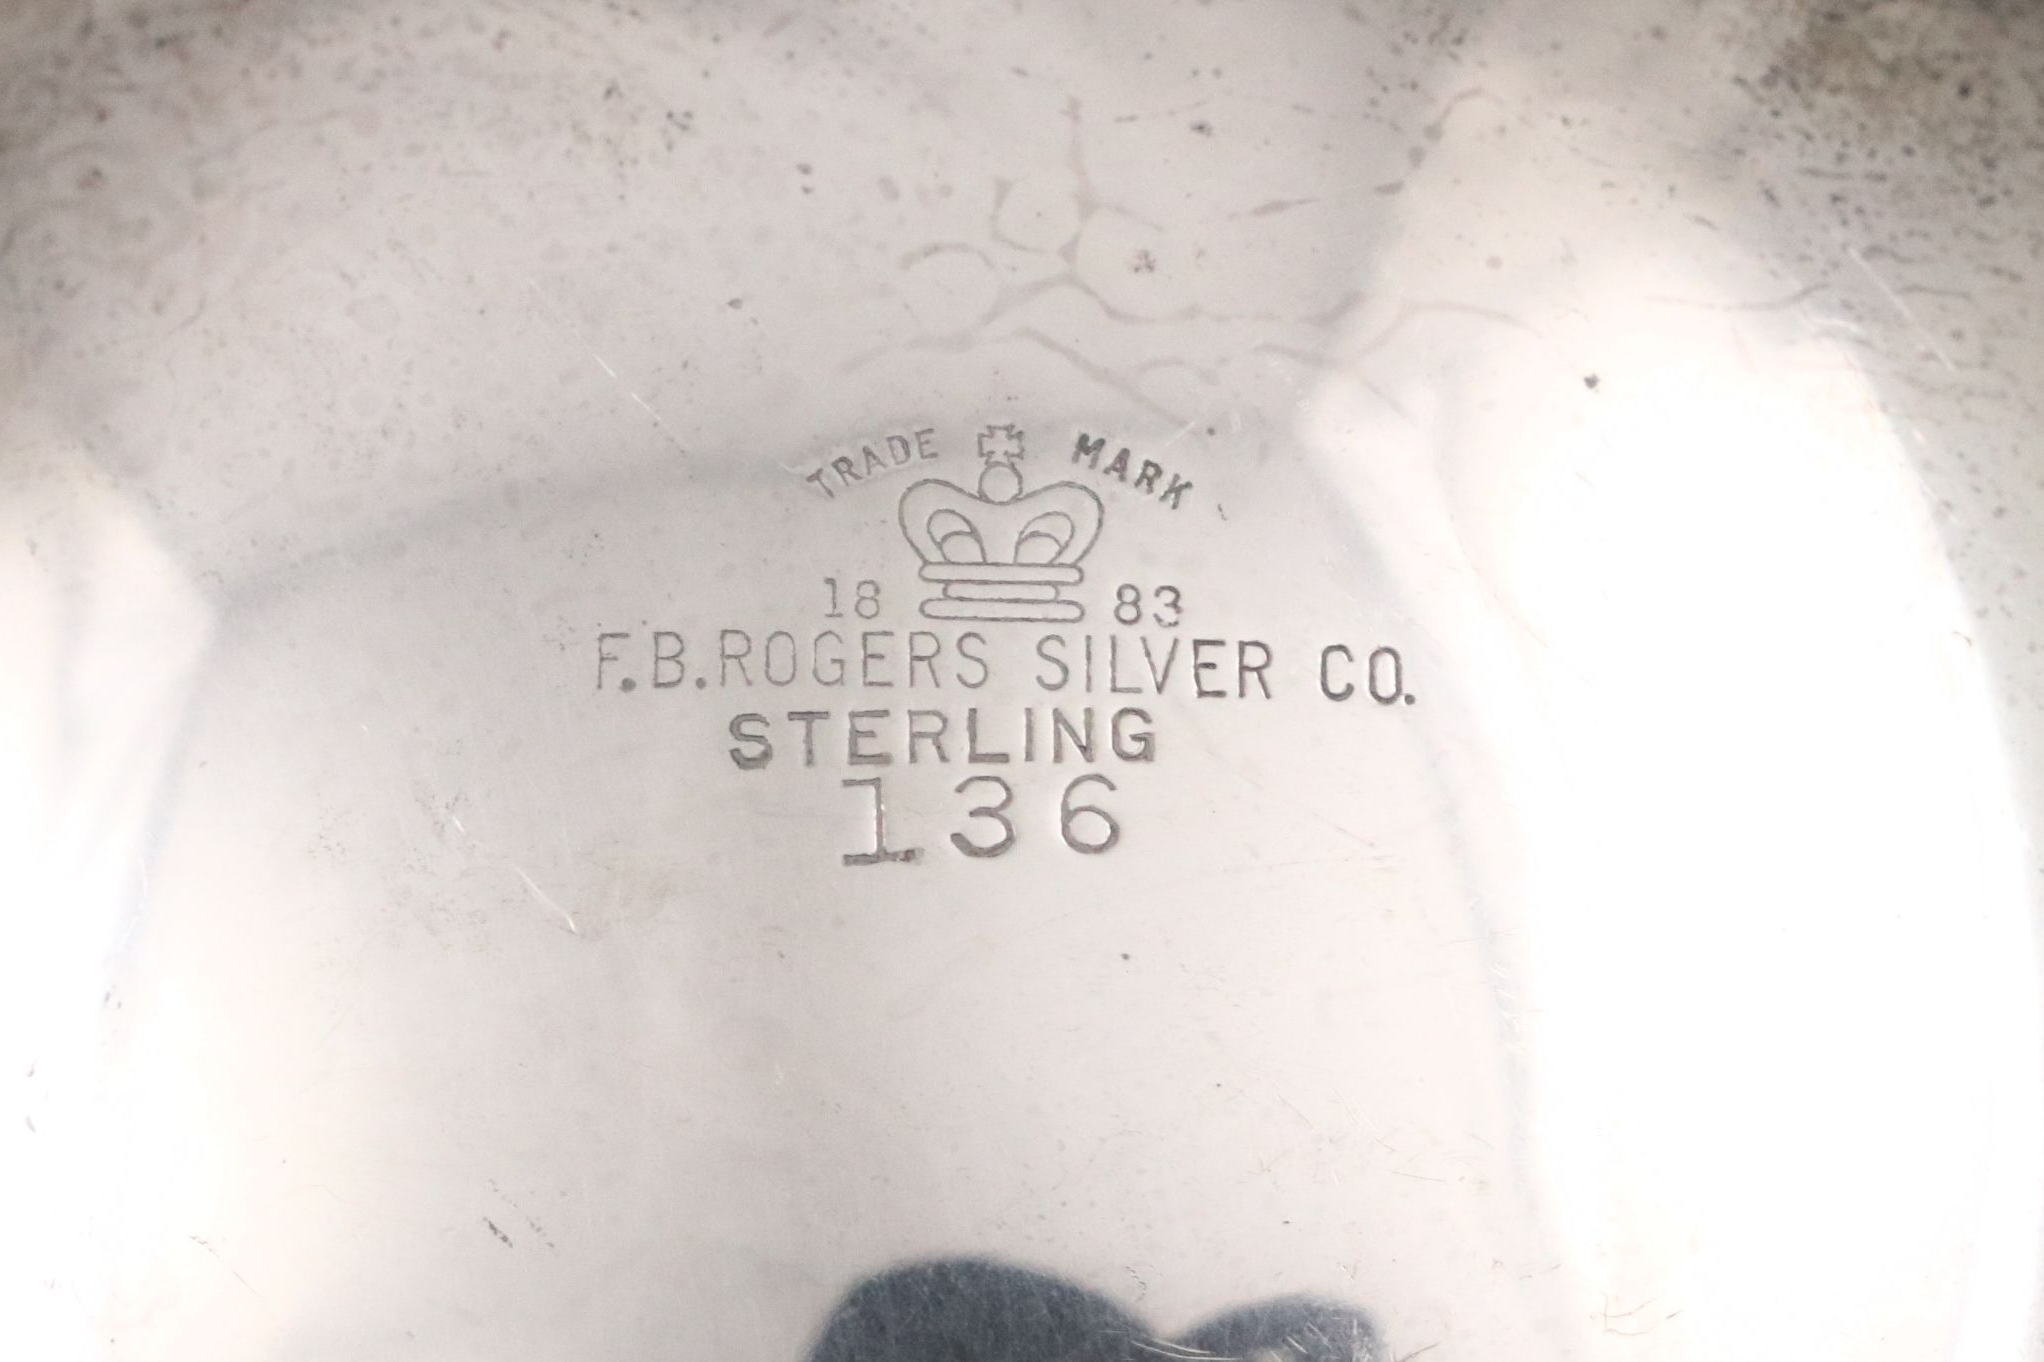 TRADE MARK
18 83
F.B.ROGERS SILVER CO.
STERLING
136